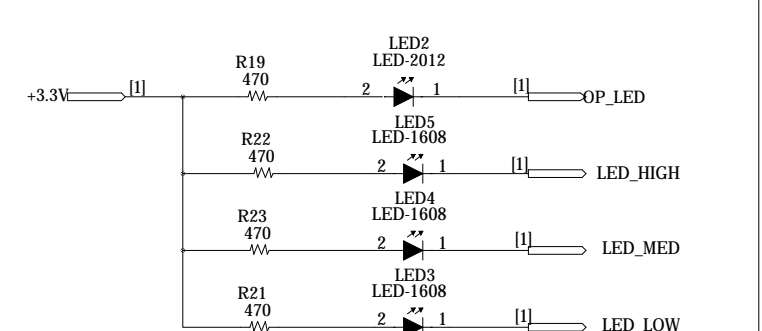 LED2
LED-2012
R19
470
+3.3V
[1]
2
1
[1]
OP_LED
LED5
LED-1608
R22
470
2
1
[1]
LED_HIGH
LED4
LED-1608
R23
470
2
1
[1]
LED_MED
LED3
LED-1608
R21
470
2
1
[1]
LED_LOW